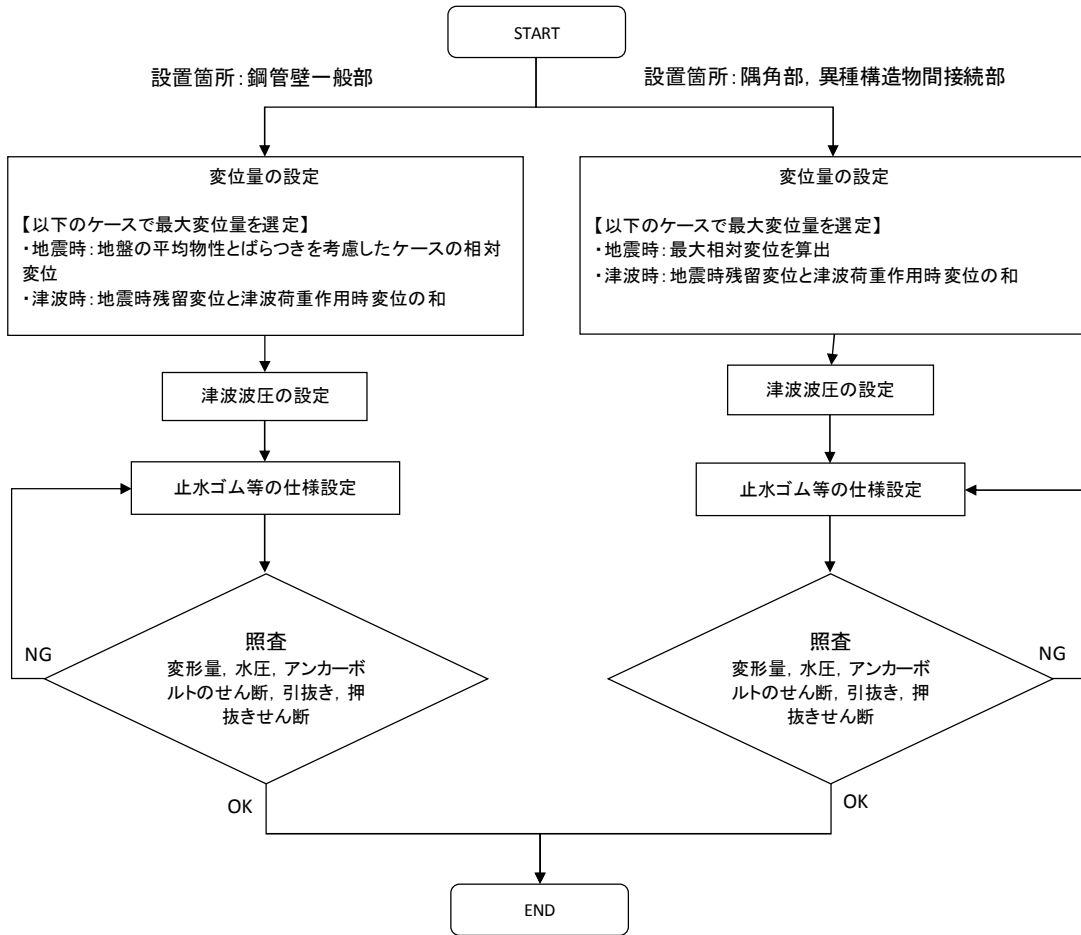 START
設置箇所：鋼管壁一般部
設置箇所：隅角部，異種構造物間接続部
変位量の設定
【以下のケースで最大変位量を選定】
・地震時：地盤の平均物性とばらつきを考慮したケースの相対
変位
・津波時：地震時残留変位と津波荷重作用時変位の和
津波波圧の設定
止水ゴム等の仕様設定
照査
変形量，水圧，アンカーボ
ルトのせん断，引抜き，押
抜きせん断
NG
OK
変位量の設定
【以下のケースで最大変位量を選定】
・地震時：最大相対変位を算出
・津波時：地震時残留変位と津波荷重作用時変位の和
津波波圧の設定
止水ゴム等の仕様設定
照査
変形量，水圧，アンカーボ
ルトのせん断，引抜き，押
抜きせん断
NG
OK
END